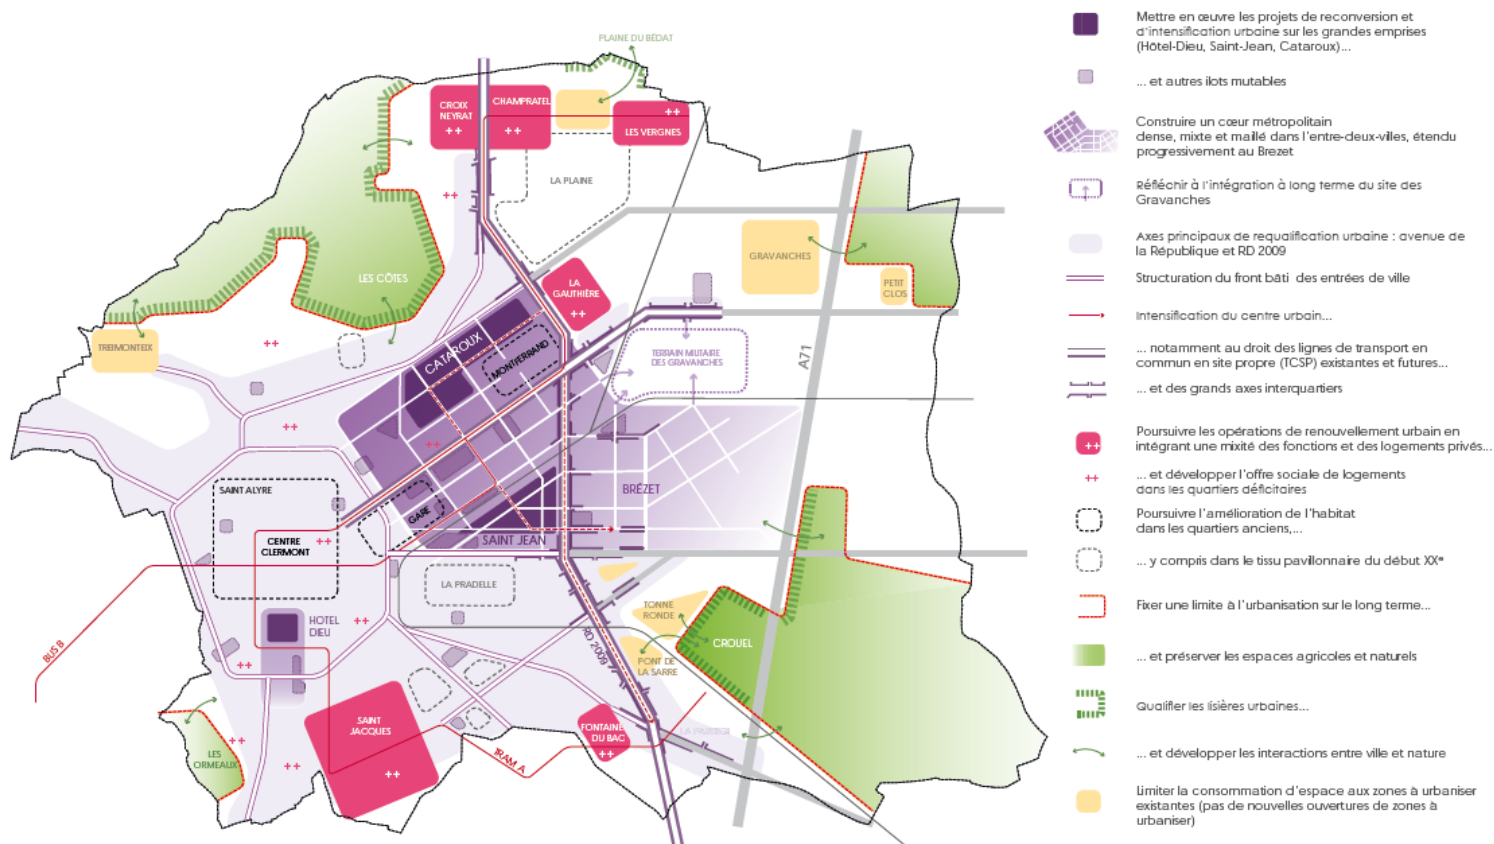 PLAINE DU BÉDAT
CROIX
NEYRAT
++
CHAMPRATEL
++
++
LES VERGNES
LA PLAINE
++
LES CÔTES
GRAVANCHES
PETIT
CLOS
LA
GAUTHIÈRE
++
TREMONTEIX
++
CATAROUX
MONTFERRAND
TERRAIN MILITAIRE
DES GRAVANCHES
A71
++
++
SAINT ALYRE
GARE
BRÉZET
CENTRE
CLERMONT
++
SAINT JEAN
LA PRADELLE
TONNE
RONDE
HOTEL
DIEU
++
CROUEL
BUS B
RD 2009
PONT DE
LA SARRE
++
++
SAINT
JACQUES
++
FONTAINE
DU BAC
++
LA PARDIEU
TRAM A
++
LES
ORMEAUX
++
Mettre en œuvre les projets de reconversion et
d'intensification urbaine sur les grandes emprises
(Hôtel-Dieu, Saint-Jean, Cataroux)...
... et autres ilots mutables
Construire un cœur métropolitain
dense, mixte et maillé dans l'entre-deux-villes, étendu
progressivement au Brezet
Réfléchir à l'intégration à long terme du site des
Gravanches
Axes principaux de requalification urbaine : avenue de
la République et RD 2009
Structuration du front bâti des entrées de ville
Intensification du centre urbain...
... notamment au droit des lignes de transport en
commun en site propre (TCSP) existantes et futures...
... et des grands axes interquartiers
++
Poursuivre les opérations de renouvellement urbain en
intégrant une mixité des fonctions et des logements privés...
++
... et développer l'offre sociale de logements
dans les quartiers déficitaires
Poursuivre l'amélioration de l'habitat
dans les quartiers anciens,...
... y compris dans le tissu pavillonnaire du début XXe
Fixer une limite à l'urbanisation sur le long terme...
... et préserver les espaces agricoles et naturels
Qualifier les lisières urbaines...
... et développer les interactions entre ville et nature
Limiter la consommation d'espace aux zones à urbaniser
existantes (pas de nouvelles ouvertures de zones à
urbaniser)